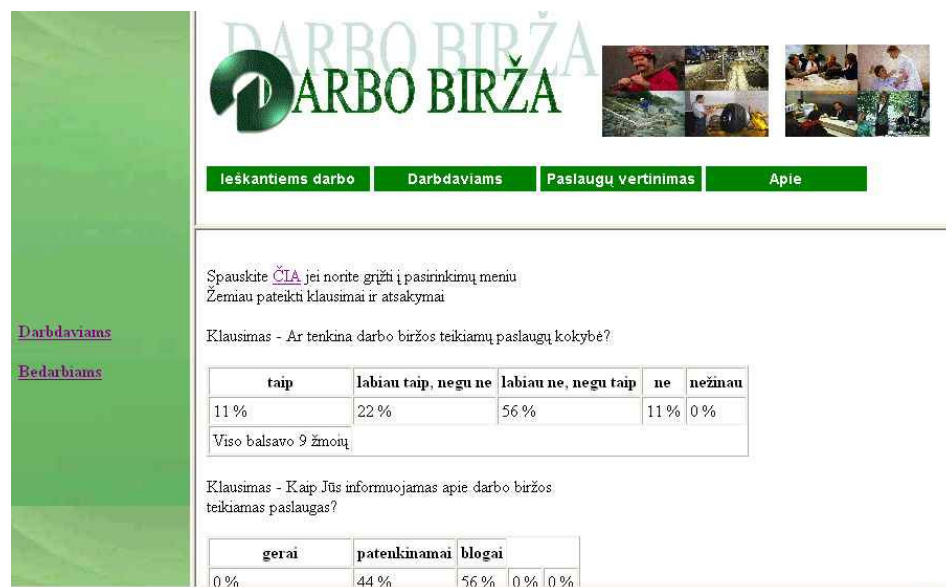 DARBO BIRŽA
DARBO BIRŽA
Ieškantiems darbo Darbdaviams Paslaugų vertinimas Apie
Spauskite ČIA jei norite grįžti į pasirinkimų meniu
Žemiau pateikti klausimai ir atsakymai
Darbdaviams
Bedarbiams
Klausimas - Ar tenkina darbo biržos teikiamų paslaugų kokybė?
taip labiau taip, negu ne labiau ne, negu taip ne nežinau
11 % 22 % 56 % 11 % 0 %
Viso balsavo 9 žmoių
Klausimas - Kaip Jūs informuojamas apie darbo biržos
teikiamas paslaugas?
gerai patenkinamai blogai
0 % 44 % 56 % 0 % 0 %